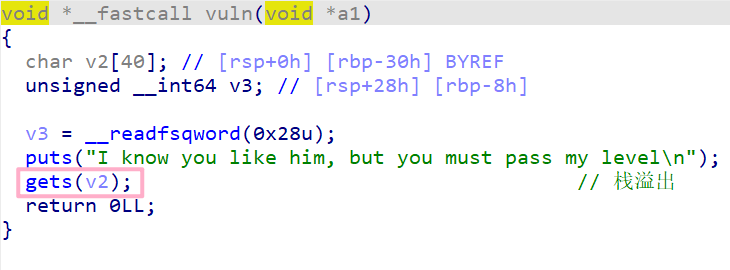 void *__fastcall vuln(void *a1)
{
char v2[40]; // [rsp+0h] [rbp-30h] BYREF
unsigned __int64 v3; // [rsp+28h] [rbp-8h]
v3 = __readfsqword(0x28u);
puts("I know you like him, but you must pass my level\n");
gets(v2); // 栈溢出
return 0LL;
}